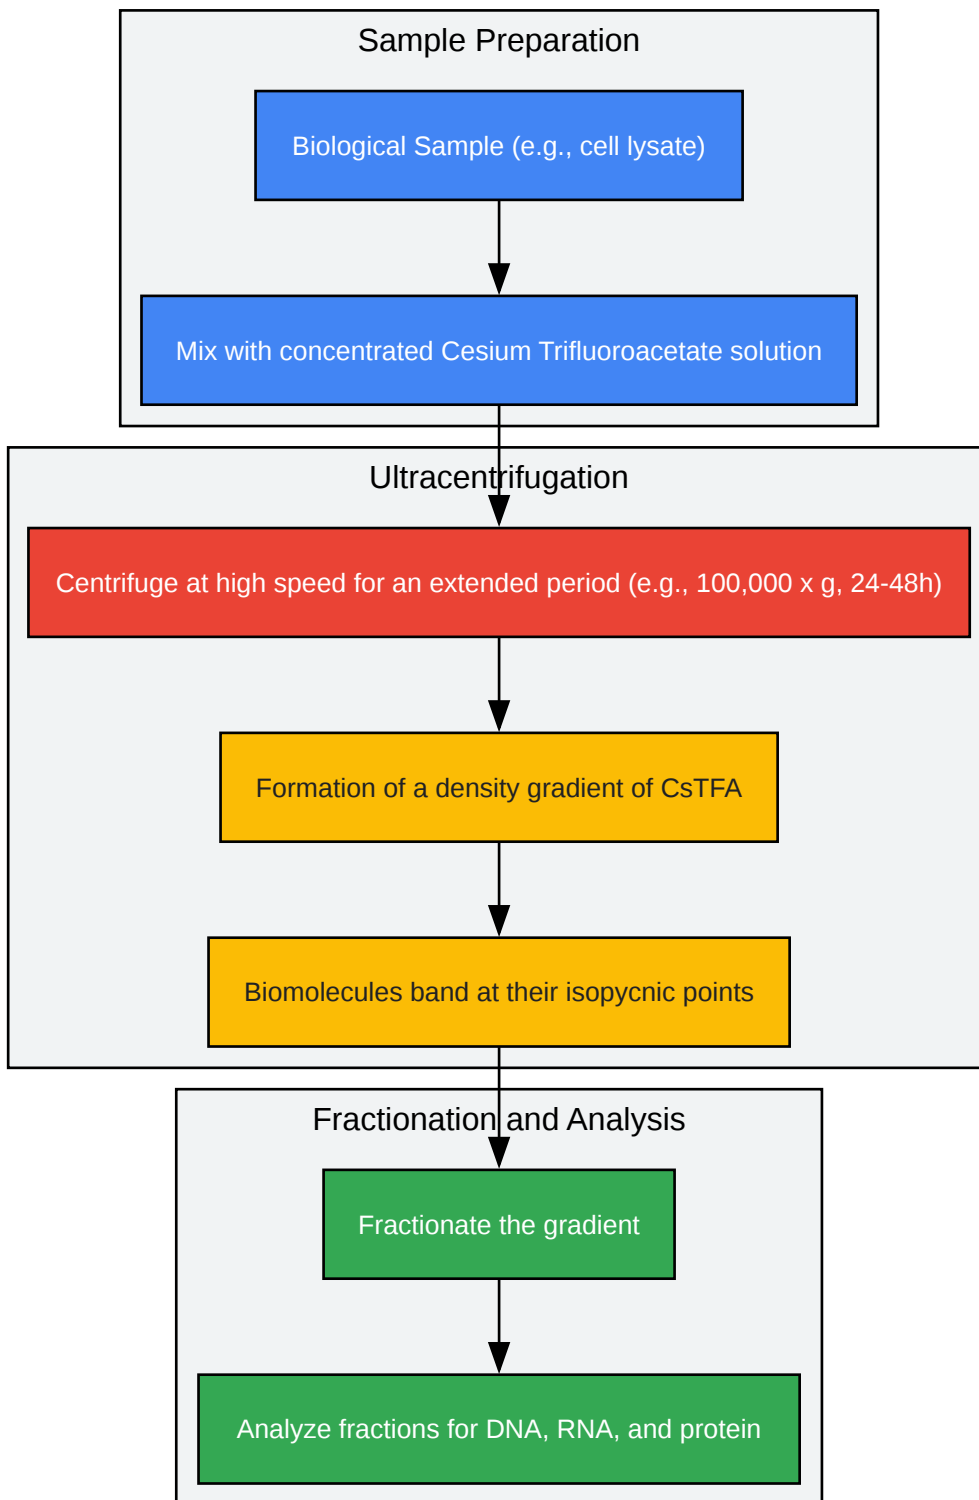 Sample Preparation
Biological Sample (e.g., cell lysate)
Mix with concentrated Cesium Trifluoroacetate solution
Ultracentrifugation
Centrifuge at high speed for an extended period (e.g., 100,000 x g, 24-48h)
Formation of a density gradient of CsTFA
Biomolecules band at their isopycnic points
Fractionation and Analysis
Fractionate the gradient
Analyze fractions for DNA, RNA, and protein